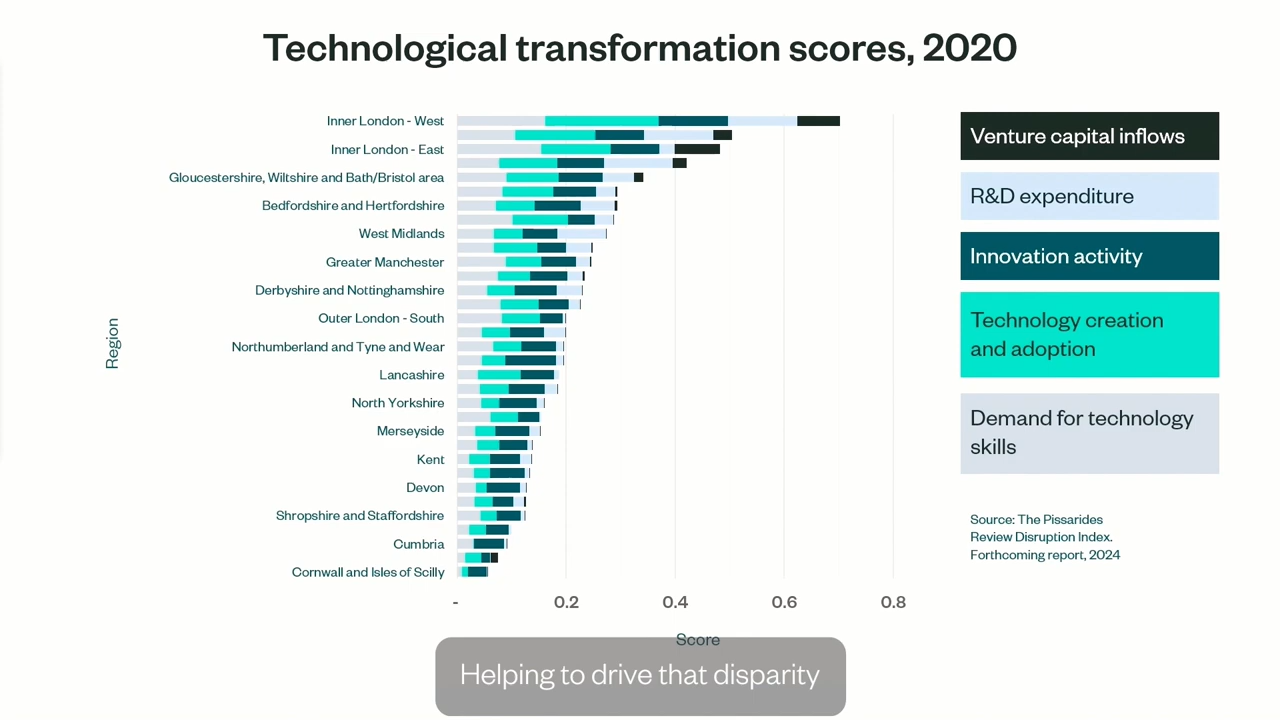 Technological transformation scores, 2020
Region
Inner London - West
Inner London - East
Gloucestershire, Wiltshire and Bath/Bristol area
Bedfordshire and Hertfordshire
West Midlands
Greater Manchester
Derbyshire and Nottinghamshire
Outer London - South
Northumberland and Tyne and Wear
Lancashire
North Yorkshire
Merseyside
Kent
Devon
Shropshire and Staffordshire
Cumbria
Cornwall and Isles of Scilly
- 0.2 0.4 0.6 0.8
Score
Venture capital inflows
R&D expenditure
Innovation activity
Technology creation
and adoption
Demand for technology
skills
Source: The Pissarides
Review Disruption Index.
Forthcoming report, 2024
Helping to drive that disparity